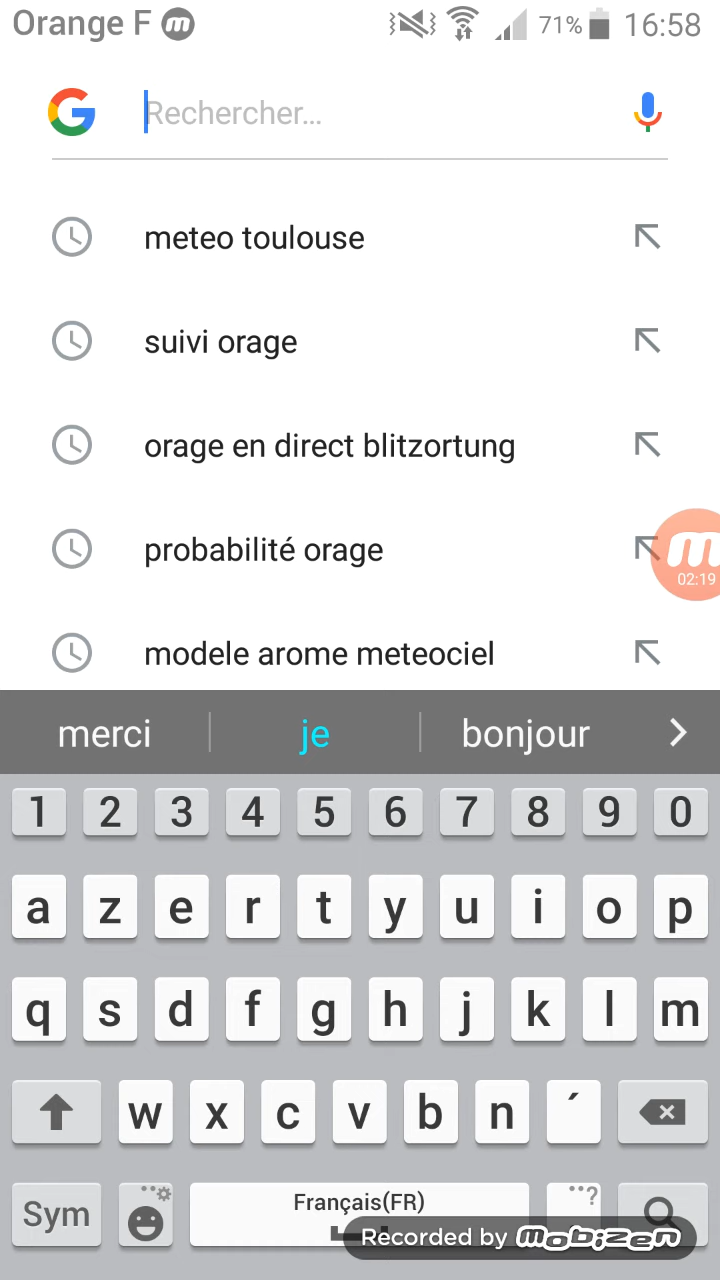 Orange F
71% 16:58
Rechercher...
meteo toulouse
suivi orage
orage en direct blitzortung
probabilité orage
02:19
modele arome meteociel
merci je bonjour
1 2 3 4 5 6 7 8 9 0
a z e r t y u i o p
q s d f g h j k l m
w x c v b n ´
Sym Français(FR) ?
Recorded by mobizen